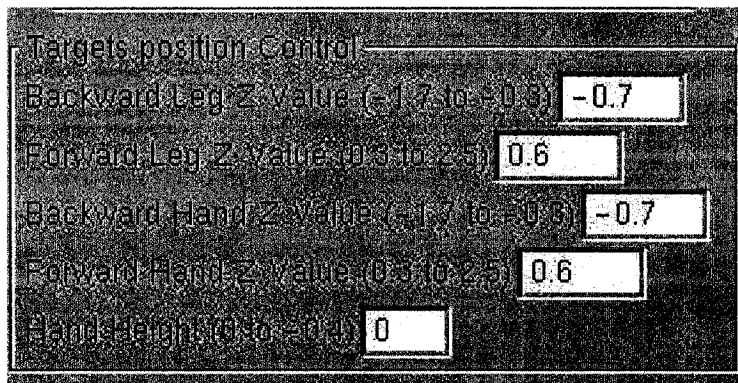 Targets position Control
Backward Leg Z Value (-1.7 to -0.3) -0.7
Forward Leg Z Value (0.3 to 2.5) 0.6
Backward Hand Z Value (-1.7 to -0.3) -0.7
Forward Hand Z Value (0.3 to 2.5) 0.6
Hand Height (0 to -0.4) 0